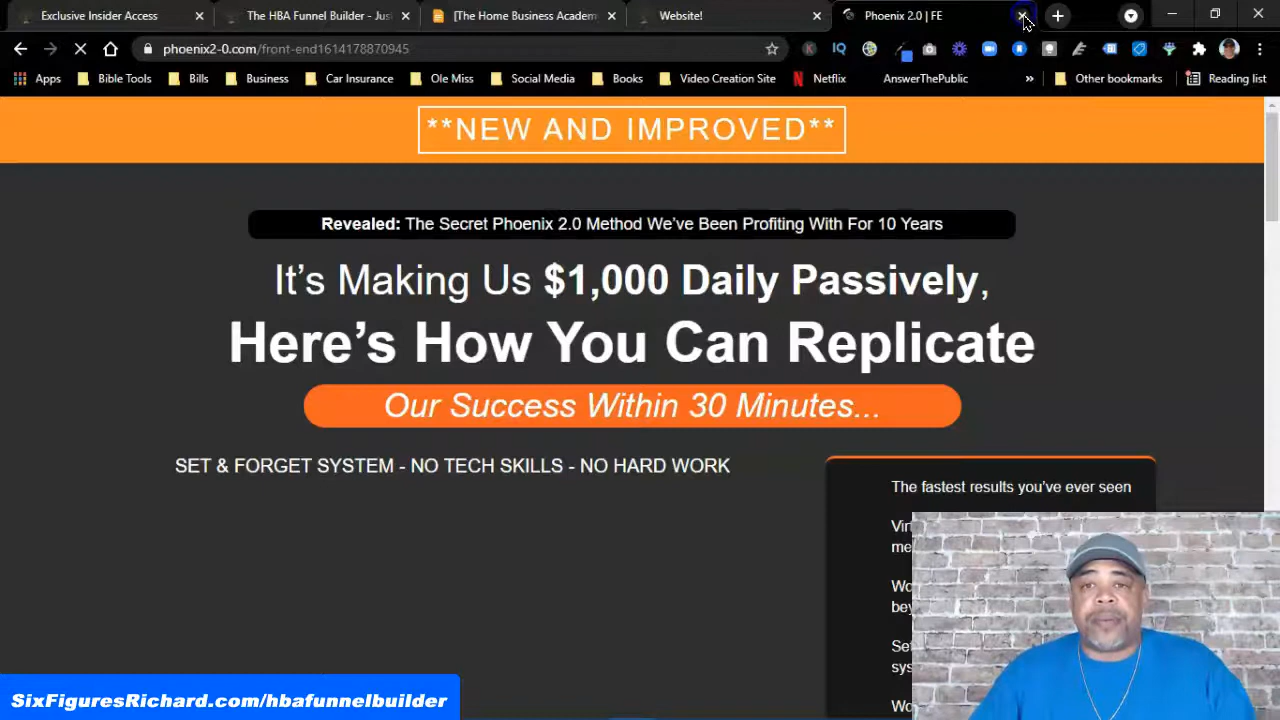 Exclusive Insider Access
The HBA Funnel Builder - Jus
[The Home Business Academ
Website!
Phoenix 2.0 | FE
phoenix2-0.com/front-end1614178870945
Apps
Bible Tools
Bills
Business
Car Insurance
Ole Miss
Social Media
Books
Video Creation Site
Netflix
AnswerThePublic
»
Other bookmarks
Reading list
**NEW AND IMPROVED**
Revealed: The Secret Phoenix 2.0 Method We've Been Profiting With For 10 Years
It's Making Us $1,000 Daily Passively,
Here's How You Can Replicate
Our Success Within 30 Minutes...
SET & FORGET SYSTEM - NO TECH SKILLS - NO HARD WORK
The fastest results you've ever seen
SixFiguresRichard.com/hbafunnelbuilder